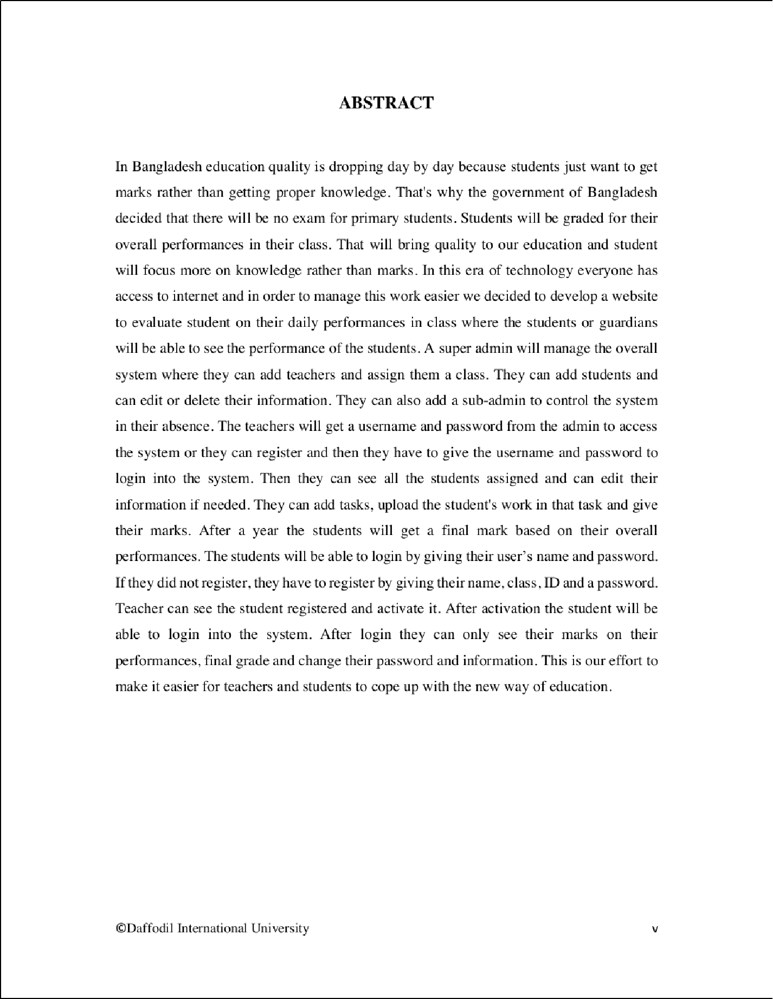 ABSTRACT
In Bangladesh education quality is dropping day by day because students just want to get
marks rather than getting proper knowledge. That's why the government of Bangladesh
decided that there will be no exam for primary students. Students will be graded for their
overall performances in their class. That will bring quality to our education and student
will focus more on knowledge rather than marks. In this era of technology everyone has
access to internet and in order to manage this work easier we decided to develop a website
to evaluate student on their daily performances in class where the students or guardians
will be able to see the performance of the students. A super admin will manage the overall
system where they can add teachers and assign them a class. They can add students and
can edit or delete their information. They can also add a sub-admin to control the system
in their absence. The teachers will get a username and password from the admin to access
the system or they can register and then they have to give the username and password to
login into the system. Then they can see all the students assigned and can edit their
information if needed. They can add tasks, upload the student's work in that task and give
their marks. After a year the students will get a final mark based on their overall
performances. The students will be able to login by giving their user’s name and password.
If they did not register, they have to register by giving their name, class, ID and a password.
Teacher can see the student registered and activate it. After activation the student will be
able to login into the system. After login they can only see their marks on their
performances, final grade and change their password and information. This is our effort to
make it easier for teachers and students to cope up with the new way of education.
©Daffodil International University v